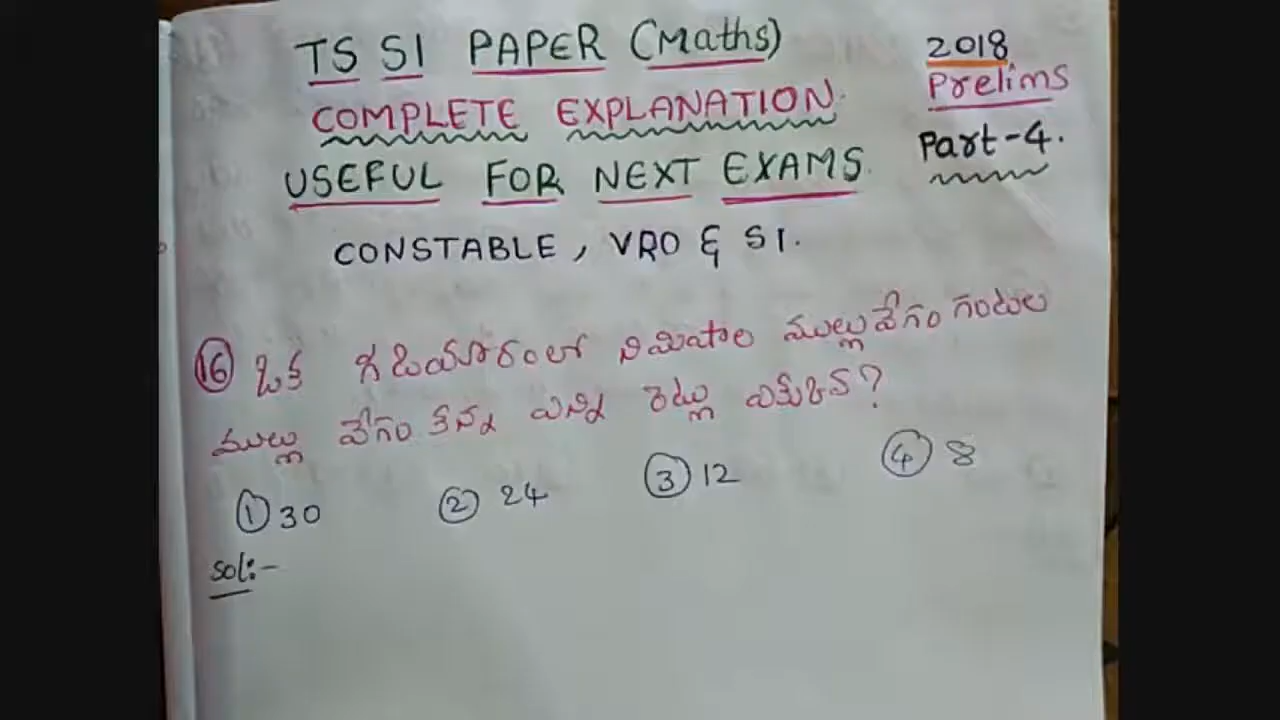 TS SI PAPER (Maths)
2018
COMPLETE EXPLANATION
Prelims
USEFUL FOR NEXT EXAMS.
Part-4.
CONSTABLE, VRO & SI.
16 ఒక గడియారంలో నిమిషాల ముల్లు వేగం గంటల
ముల్లు వేగం కన్న ఎన్ని రెట్లు ఎక్కువ?
1 30 2 24 3 12 4 8
Sol:-